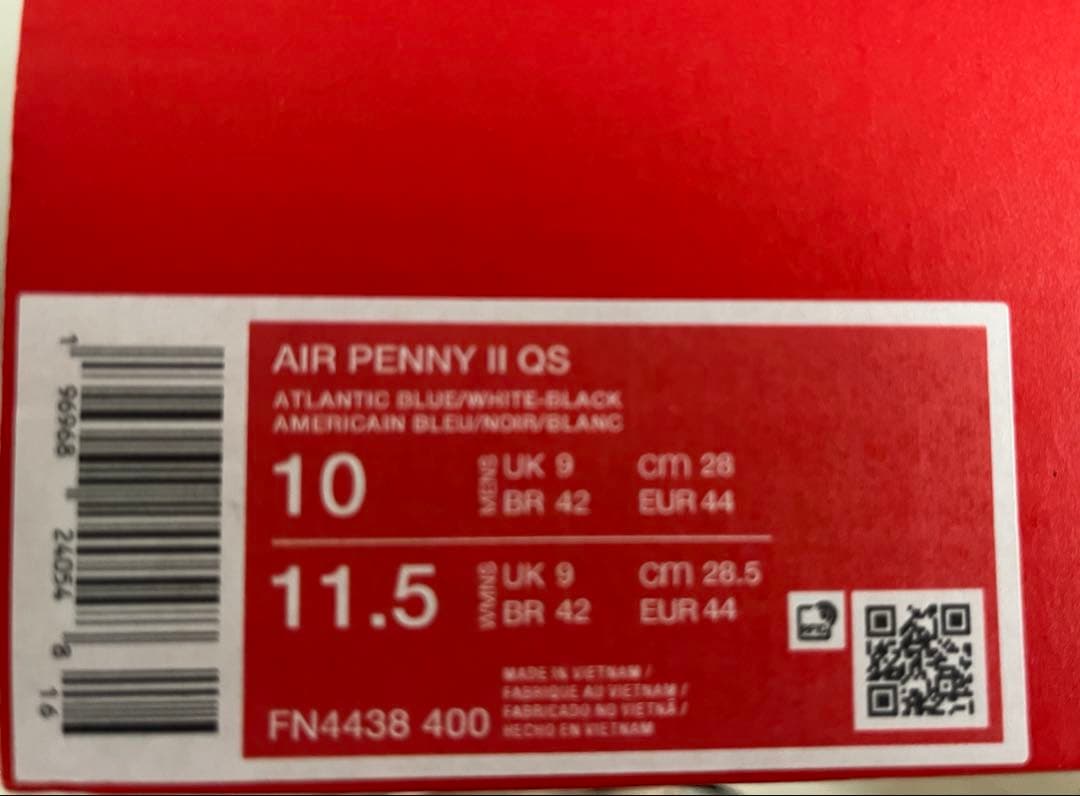 AIR PENNY II QS
ATLANTIC BLUE/WHITE-BLACK
AMERICAIN BLEU/NOIR/BLANC
10 MENS UK 9 cm 28
BR 42 EUR 44
11.5 WMNS UK 9 cm 28.5
BR 42 EUR 44
MADE IN VIETNAM /
FABRIQUE AU VIETNAM /
FABRICADO NO VIETNÃ /
HECHO EN VIETNAM
FN4438 400
1 96968 24054 8 16
RFID